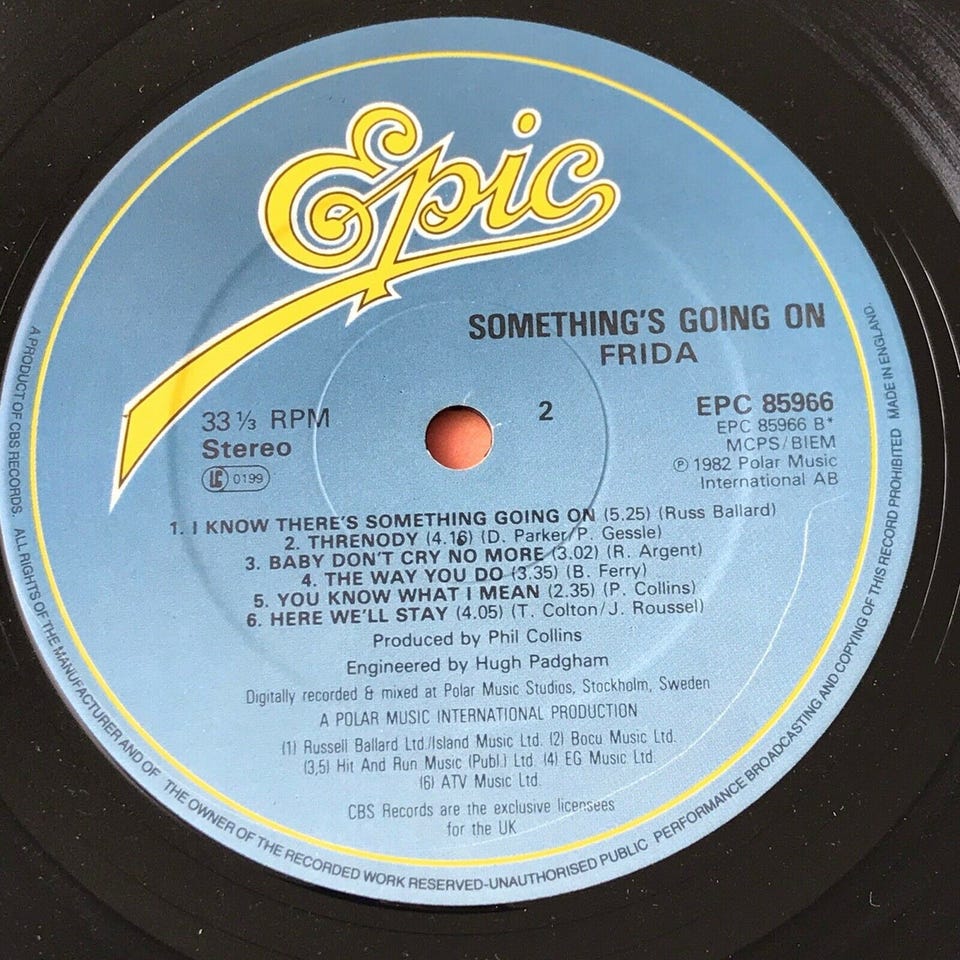 Epic
SOMETHING'S GOING ON
FRIDA
33 ⅓ RPM
Stereo
LC 0199
2
EPC 85966
EPC 85966 B*
MCPS/BIEM
℗ 1982 Polar Music
International AB
1. I KNOW THERE'S SOMETHING GOING ON (5.25) (Russ Ballard)
2. THRENODY (4.16) (D. Parker/P. Gessle)
3. BABY DON'T CRY NO MORE (3.02) (R. Argent)
4. THE WAY YOU DO (3.35) (B. Ferry)
5. YOU KNOW WHAT I MEAN (2.35) (P. Collins)
6. HERE WE'LL STAY (4.05) (T. Colton/J. Roussel)
Produced by Phil Collins
Engineered by Hugh Padgham
Digitally recorded & mixed at Polar Music Studios, Stockholm, Sweden
A POLAR MUSIC INTERNATIONAL PRODUCTION
(1) Russell Ballard Ltd./Island Music Ltd. (2) Bocu Music Ltd.
(3,5) Hit And Run Music (Publ.) Ltd. (4) EG Music Ltd.
(6) ATV Music Ltd.
CBS Records are the exclusive licensees
for the UK
A PRODUCT OF CBS RECORDS. ALL RIGHTS OF THE MANUFACTURER AND OF THE OWNER OF THE RECORDED WORK RESERVED-UNAUTHORISED PUBLIC PERFORMANCE BROADCASTING AND COPYING OF THIS RECORD PROHIBITED MADE IN ENGLAND.